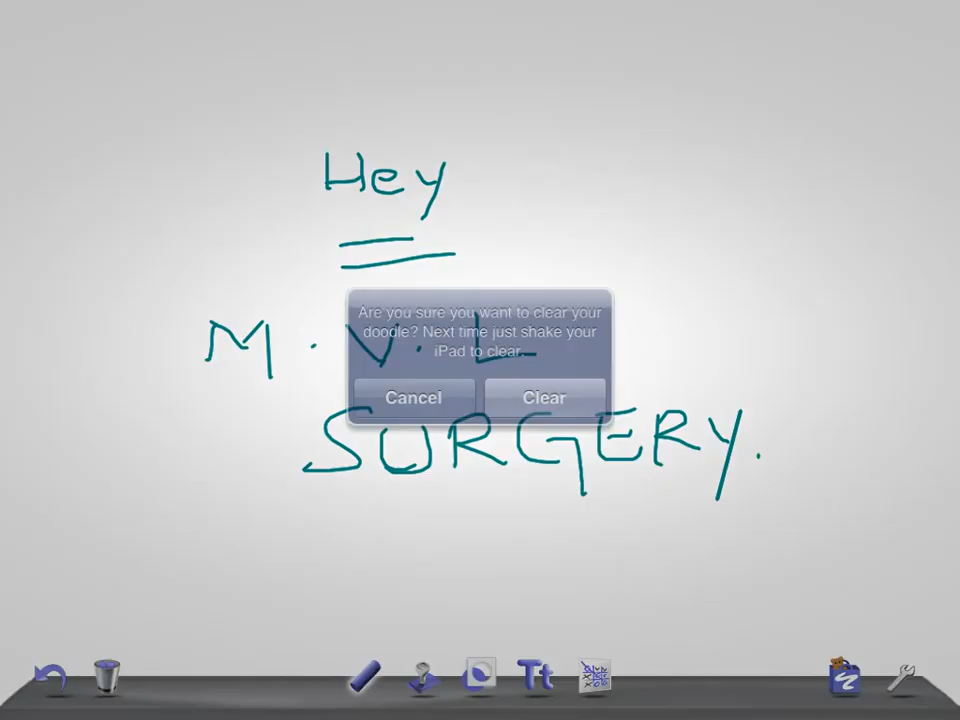 Hey
M. V. L
Are you sure you want to clear your
doodle? Next time just shake your
iPad to clear.
Cancel Clear
SURGERY.
Tt